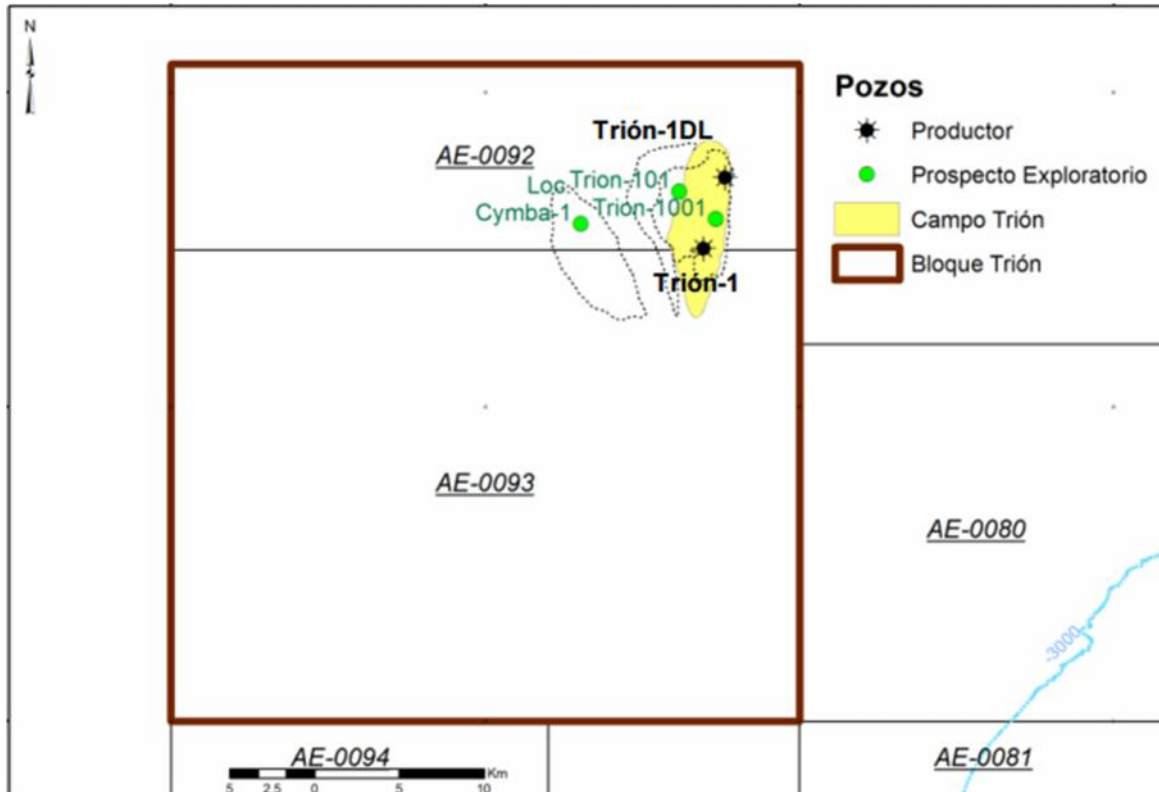 N
Pozos
Productor
Prospecto Exploratorio
Campo Trión
Bloque Trión
Trión-1DL
AE-0092
Loc Trion-101
Cymba-1
Trión-1001
Trión-1
AE-0093
AE-0080
-3000
AE-0094
AE-0081
5 2.5 0 5 10 Km